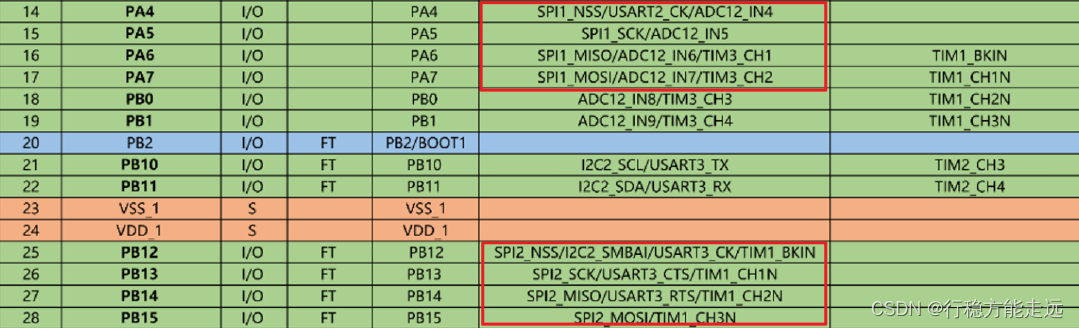 14 PA4 I/O PA4 SPI1_NSS/USART2_CK/ADC12_IN4
15 PA5 I/O PA5 SPI1_SCK/ADC12_IN5
16 PA6 I/O PA6 SPI1_MISO/ADC12_IN6/TIM3_CH1 TIM1_BKIN
17 PA7 I/O PA7 SPI1_MOSI/ADC12_IN7/TIM3_CH2 TIM1_CH1N
18 PB0 I/O PB0 ADC12_IN8/TIM3_CH3 TIM1_CH2N
19 PB1 I/O PB1 ADC12_IN9/TIM3_CH4 TIM1_CH3N
20 PB2 I/O FT PB2/BOOT1
21 PB10 I/O FT PB10 I2C2_SCL/USART3_TX TIM2_CH3
22 PB11 I/O FT PB11 I2C2_SDA/USART3_RX TIM2_CH4
23 VSS_1 S VSS_1
24 VDD_1 S VDD_1
25 PB12 I/O FT PB12 SPI2_NSS/I2C2_SMBAI/USART3_CK/TIM1_BKIN
26 PB13 I/O FT PB13 SPI2_SCK/USART3_CTS/TIM1_CH1N
27 PB14 I/O FT PB14 SPI2_MISO/USART3_RTS/TIM1_CH2N
28 PB15 I/O FT PB15 SPI2_MOSI/TIM1_CH3N
CSDN @行稳方能走远